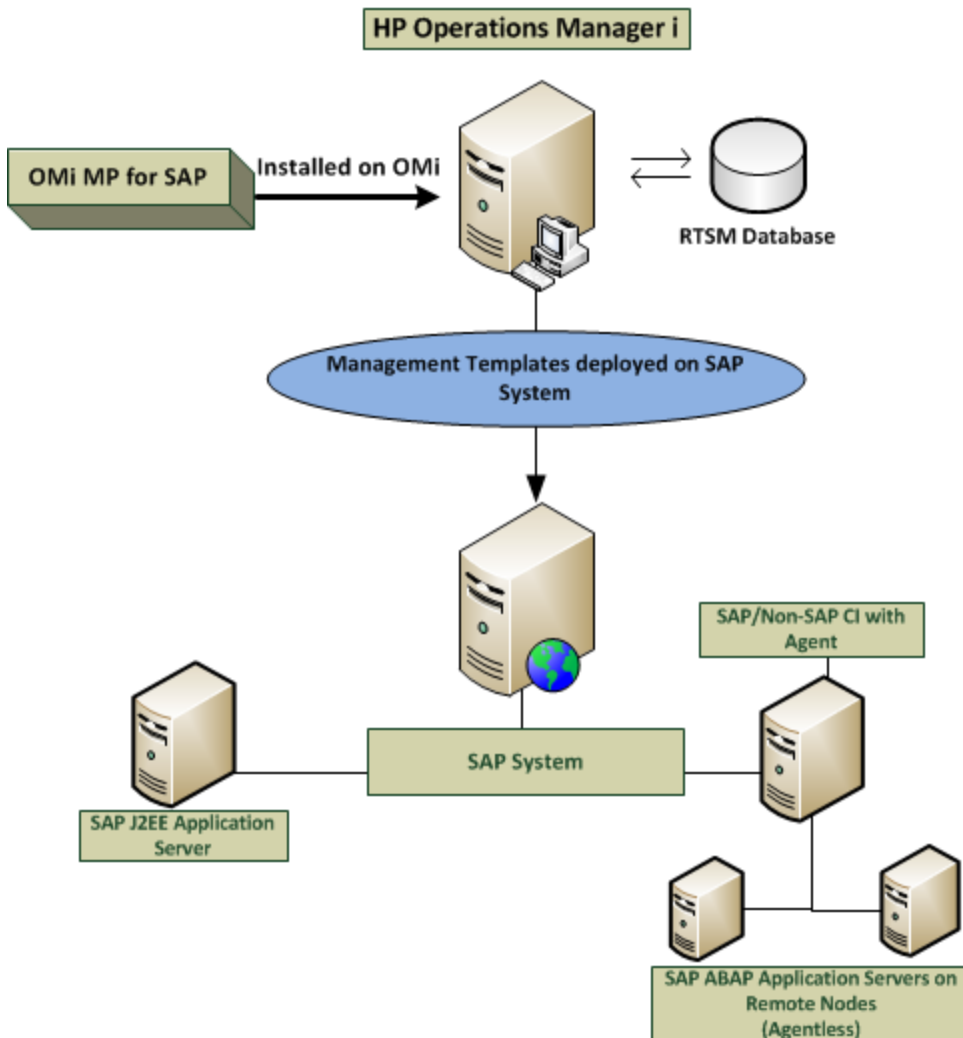 HP Operations Manager i
OMi MP for SAP
Installed on OMi
RTSM Database
Management Templates deployed on SAP
System
SAP/Non-SAP CI with
Agent
SAP System
SAP J2EE Application
Server
SAP ABAP Application Servers on
Remote Nodes
(Agentless)